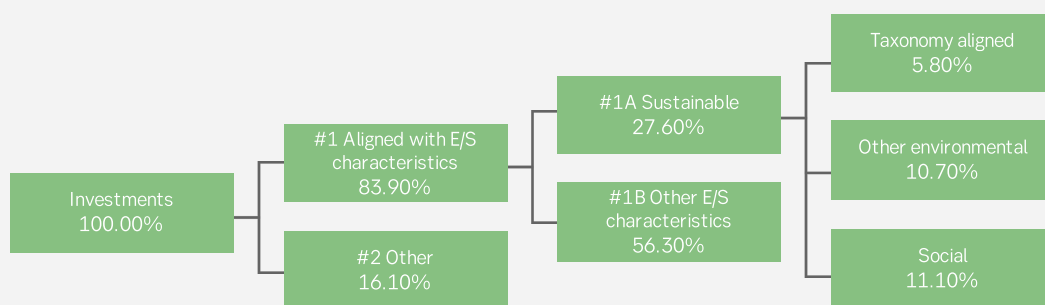 Investments
100.00%
#1 Aligned with E/S
characteristics
83.90%
#2 Other
16.10%
#1A Sustainable
27.60%
#1B Other E/S
characteristics
56.30%
Taxonomy aligned
5.80%
Other environmental
10.70%
Social
11.10%